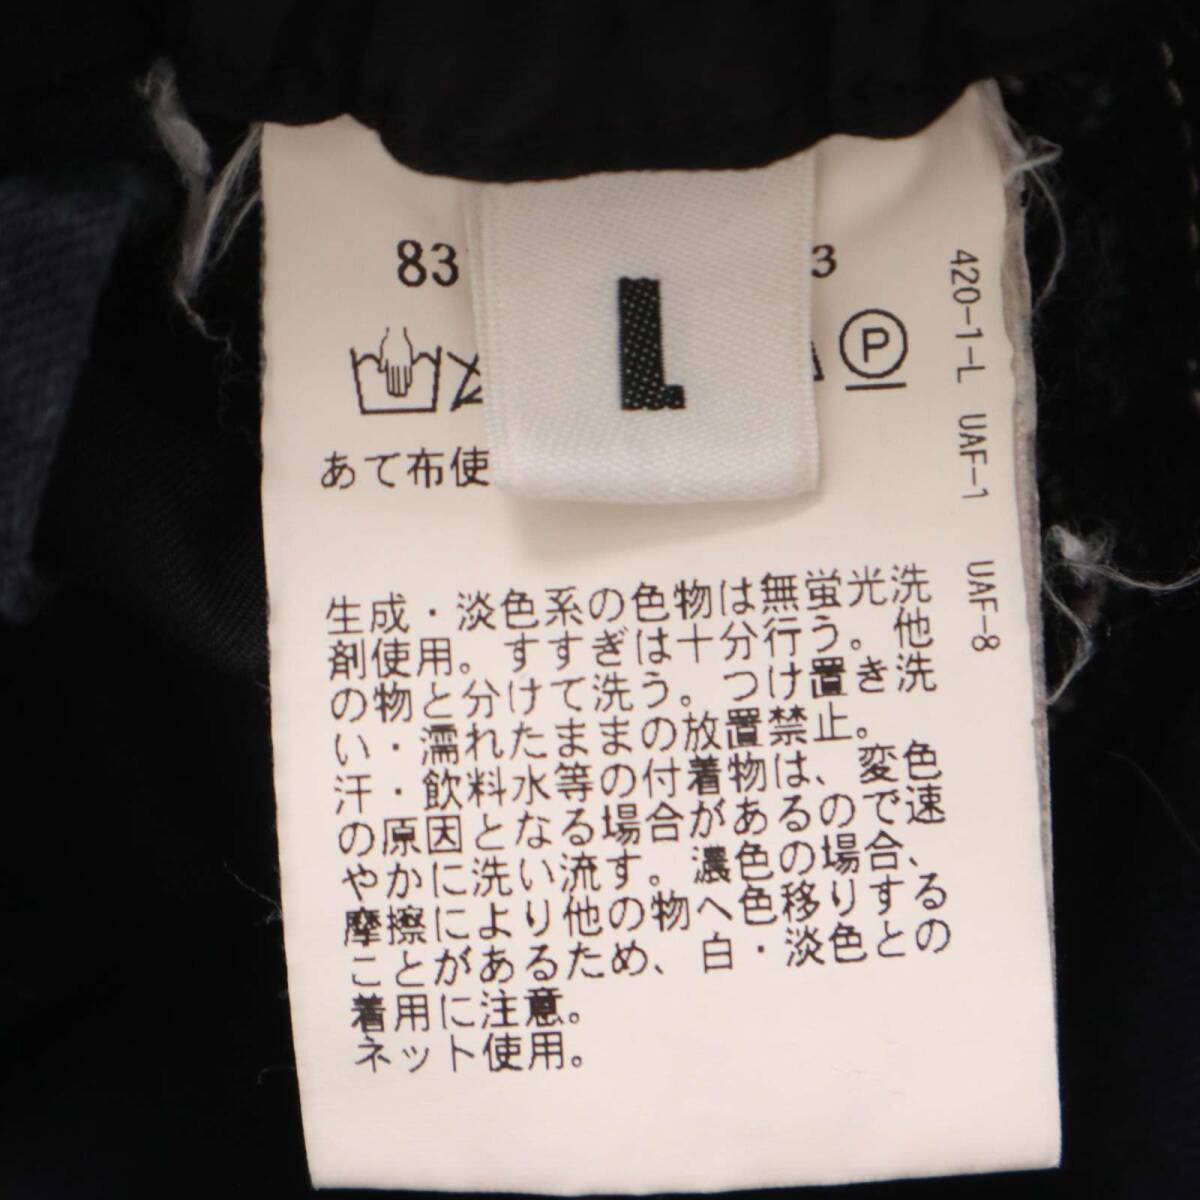 83
3
L
P
あて布使
生成・淡色系の色物は無蛍光洗
剤使用。すすぎは十分行う。他
の物と分けて洗う。つけ置き洗
い・濡れたままの放置禁止。
汗・飲料水等の付着物は、変色
の原因となる場合があるので速
やかに洗い流す。濃色の場合、
摩擦により他の物へ色移りする
ことがあるため、白・淡色との
着用に注意。
ネット使用。
420-1-L UAF-1 UAF-8